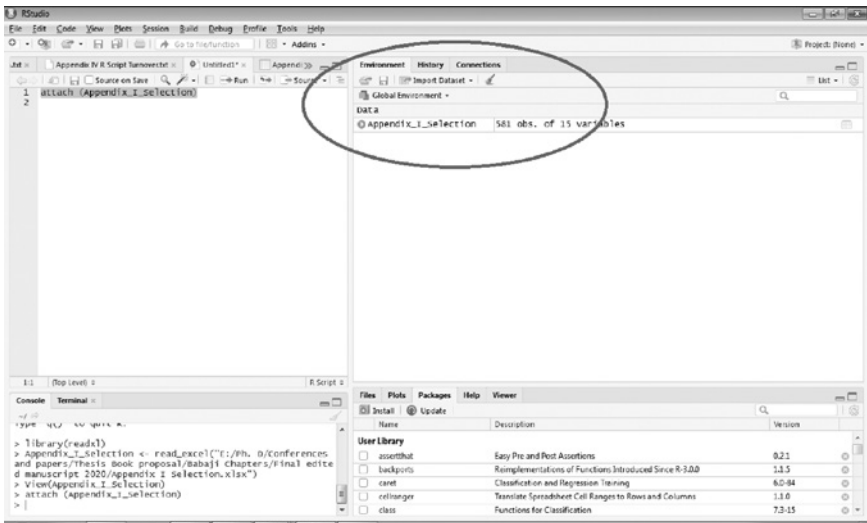 RStudio
File Edit Code View Plots Session Build Debug Profile Tools Help
Go to file/function Addins
Project: (None)
Appendix IV R Script Turnover.txt Untitled1*
Source on Save Run Source
1 attach (Appendix_I_Selection)
2
1:1 (Top Level) R Script
Environment History Connections
Import Dataset List
Global Environment
Data
Appendix_I_Selection 581 obs. of 15 variables
Console Terminal
Type 'q()' to quit R.
> library(readxl)
> Appendix_I_Selection <- read_excel("E:/Ph. D/Conferences
and papers/Thesis Book proposal/Babaji Chapters/Final edite
d manuscript 2020/Appendix I Selection.xlsx")
> View(Appendix_I_Selection)
> attach (Appendix_I_Selection)
>
Files Plots Packages Help Viewer
Install Update
Name Description Version
User Library
assertthat Easy Pre and Post Assertions 0.2.1
backports Reimplementations of Functions Introduced Since R-3.0.0 1.1.5
caret Classification and Regression Training 6.0-84
cellranger Translate Spreadsheet Cell Ranges to Rows and Columns 1.1.0
class Functions for Classification 7.3-15